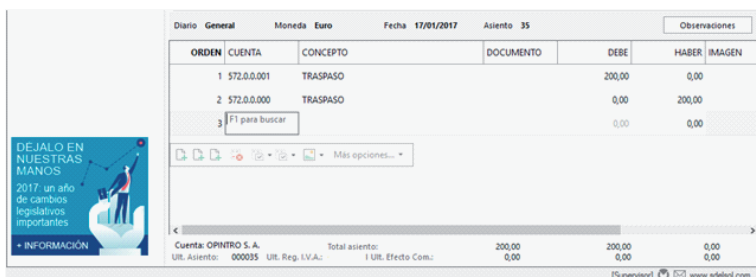 Diario General Moneda Euro Fecha 17/01/2017 Asiento 35 Observaciones
ORDEN CUENTA CONCEPTO DOCUMENTO DEBE HABER IMAGEN
1 572.0.0.001 TRASPASO 200,00 0,00
2 572.0.0.000 TRASPASO 0,00 200,00
3 F1 para buscar 0,00 0,00
Más opciones...
DÉJALO EN
NUESTRAS
MANOS
2017: un año
de cambios
legislativos
importantes
+ INFORMACIÓN
Cuenta: OPINTRO S. A. Total asiento: 200,00 200,00 0,00
Ult. Asiento: 000035 Ult. Reg. I.V.A.: 1 Ult. Efecto Com.: 0,00 0,00 0,00
[Supervisor] www.sdelsol.com